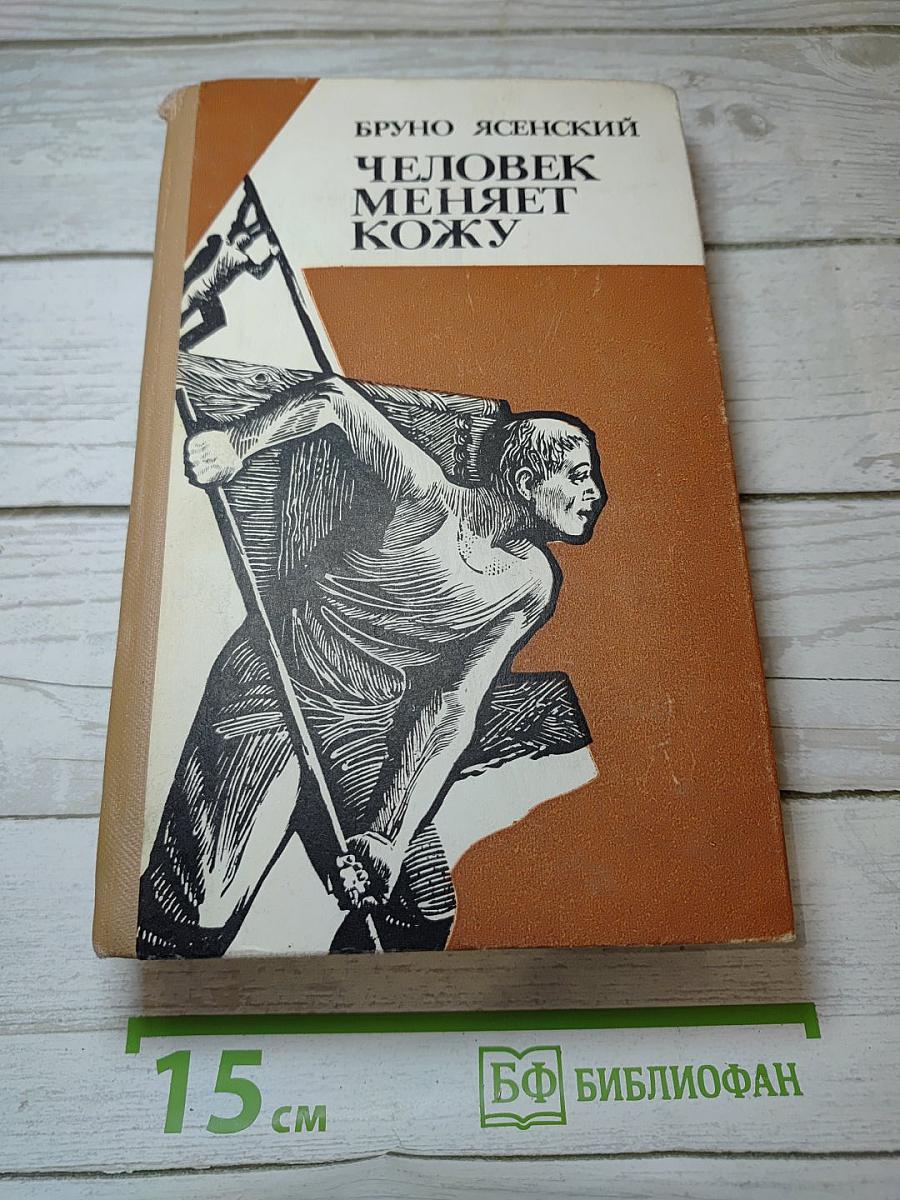 БРУНО ЯСЕНСКИЙ
ЧЕЛОВЕК
МЕНЯЕТ
КОЖУ
15 см
БФ БИБЛИОФАН